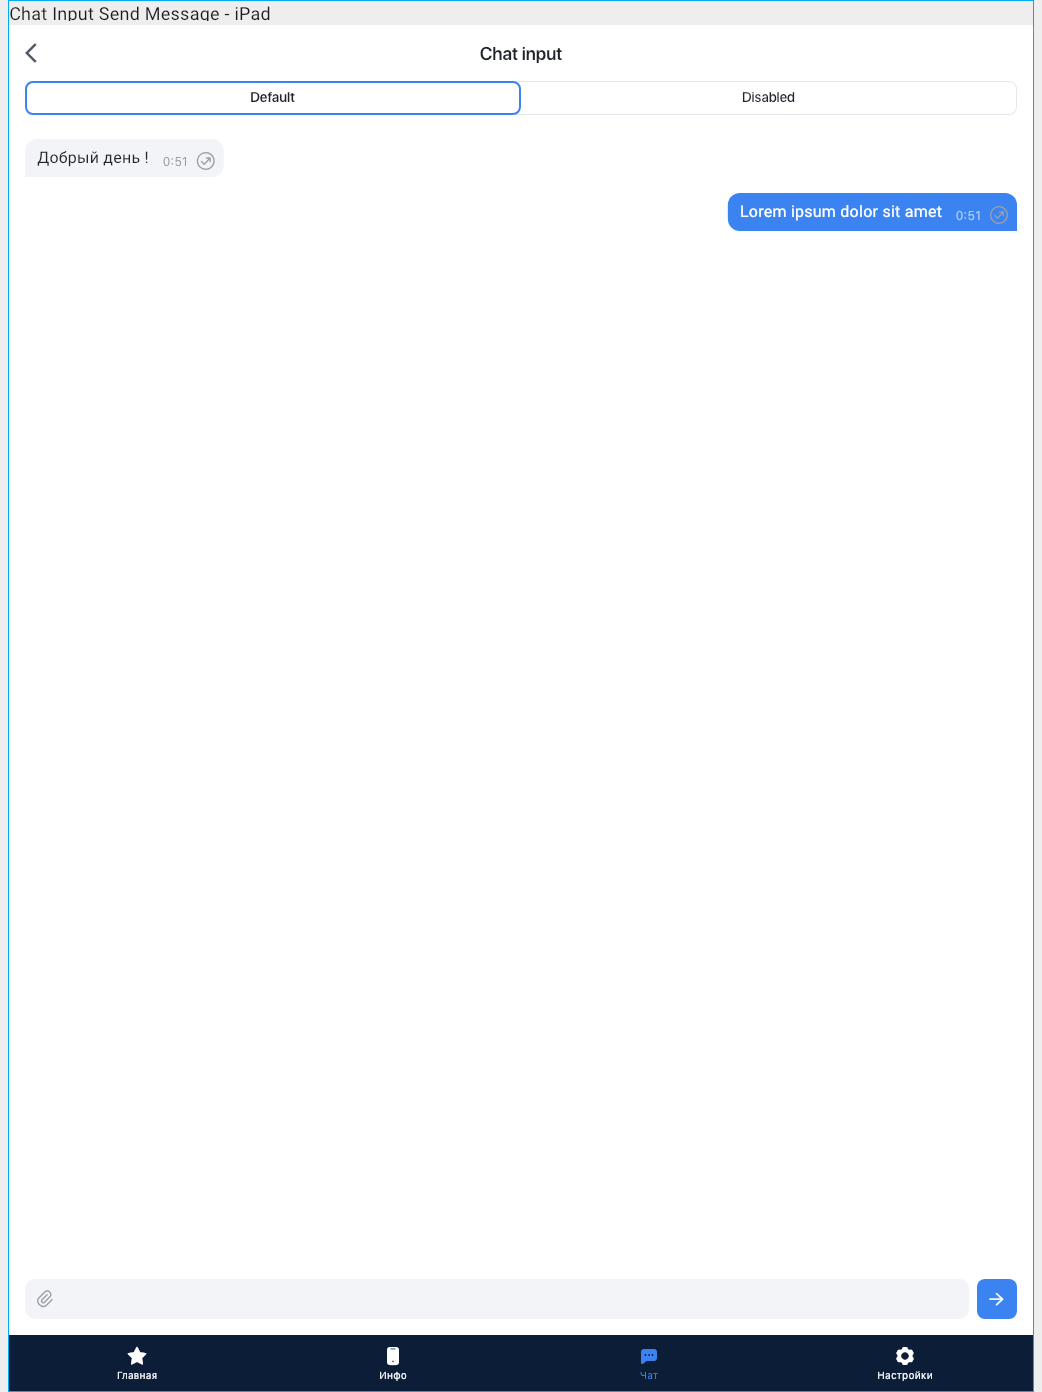 Chat Input Send Message - iPad
Chat input
Default
Disabled
Добрый день !
0:51
Lorem ipsum dolor sit amet
0:51
Главная
Инфо
Чат
Настройки